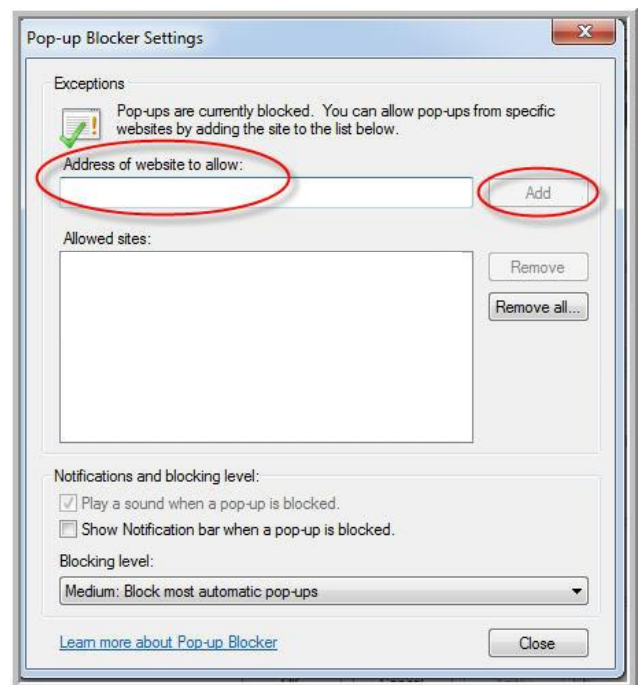 Pop-up Blocker Settings
Exceptions
Pop-ups are currently blocked. You can allow pop-ups from specific
websites by adding the site to the list below.
Address of website to allow:
Add
Allowed sites:
Remove
Remove all...
Notifications and blocking level:
Play a sound when a pop-up is blocked.
Show Notification bar when a pop-up is blocked.
Blocking level:
Medium: Block most automatic pop-ups
Learn more about Pop-up Blocker
Close